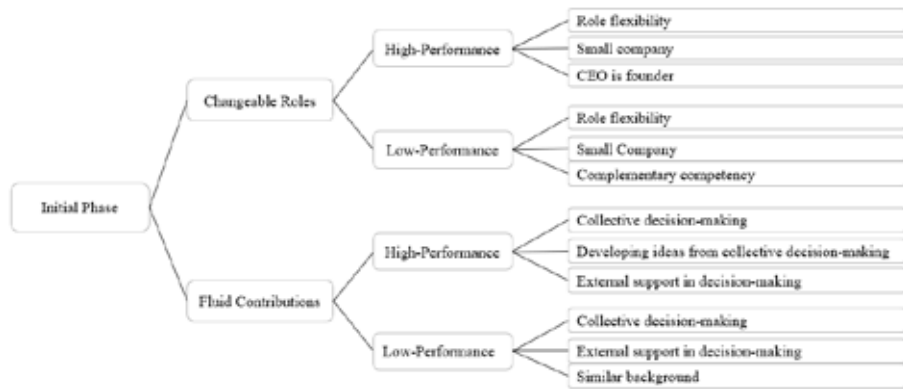 Initial Phase
Changeable Roles
High-Performance
Role flexibility
Small company
CEO is founder
Low-Performance
Role flexibility
Small Company
Complementary competency
Fluid Contributions
High-Performance
Collective decision-making
Developing ideas from collective decision-making
External support in decision-making
Low-Performance
Collective decision-making
External support in decision-making
Similar background